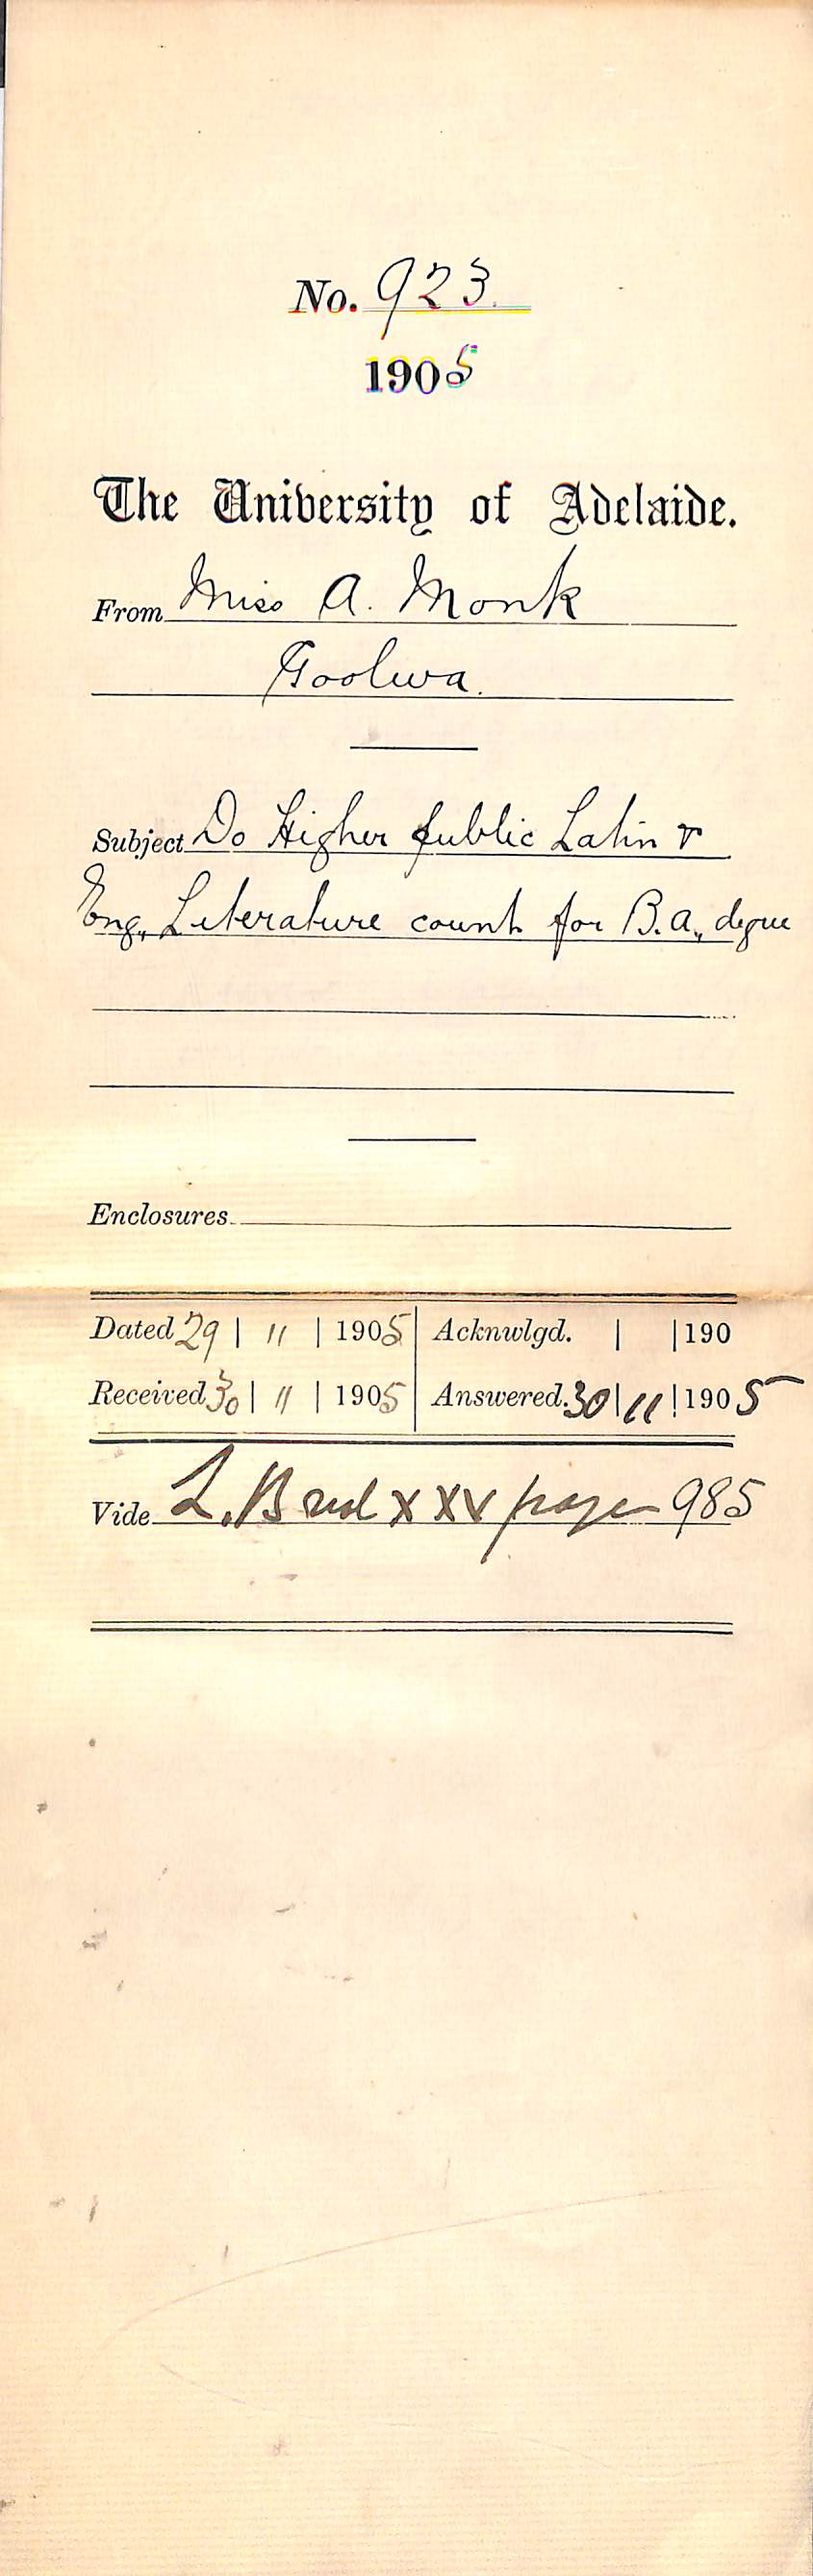 No. 923.
1905
The University of Adelaide.
From Miss A. Monk
Goolwa.
Subject Do Higher public Latin &
Eng. Literature count for B.A., degree
Enclosures
Dated 29 | 11 | 1905 Acknwlgd. | | 190
Received 30 | 11 | 1905 Answered. 30 | 11 | 1905
Vide L.B vol XXV page 985